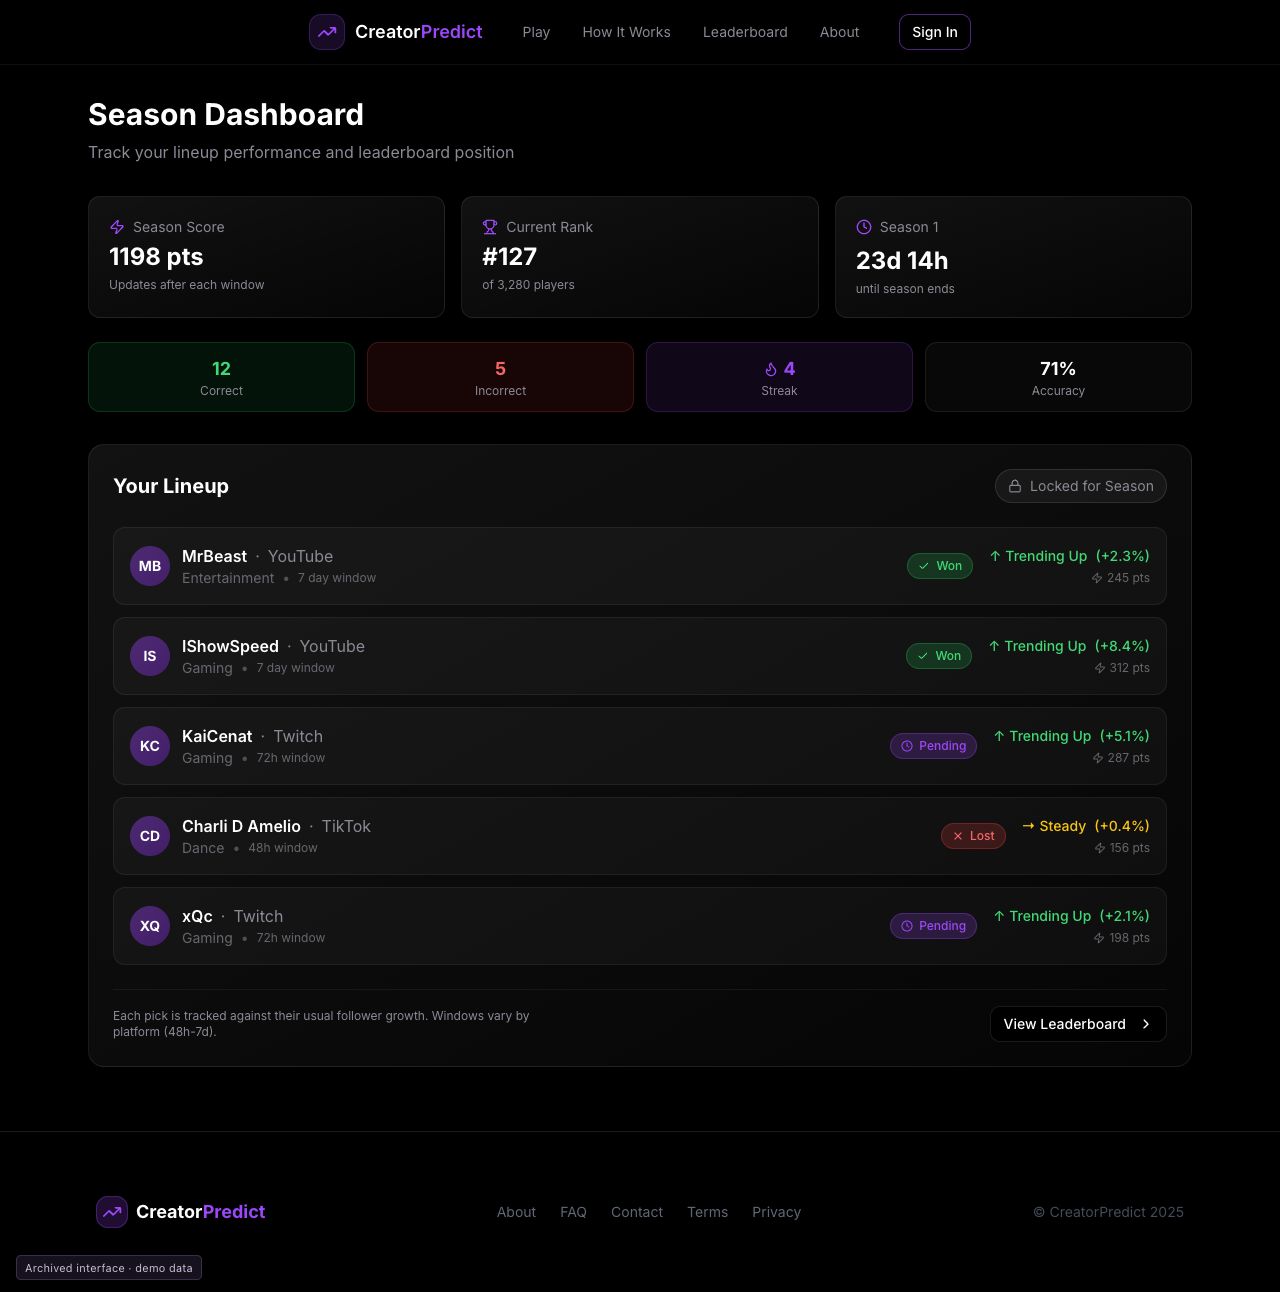 CreatorPredict Play How It Works Leaderboard About Sign In
Season Dashboard
Track your lineup performance and leaderboard position
Season Score
1198 pts
Updates after each window
Current Rank
#127
of 3,280 players
Season 1
23d 14h
until season ends
12
Correct
5
Incorrect
4
Streak
71%
Accuracy
Your Lineup
Locked for Season
MB
MrBeast · YouTube
Entertainment • 7 day window
Won
↑ Trending Up (+2.3%)
245 pts
IS
IShowSpeed · YouTube
Gaming • 7 day window
Won
↑ Trending Up (+8.4%)
312 pts
KC
KaiCenat · Twitch
Gaming • 72h window
Pending
↑ Trending Up (+5.1%)
287 pts
CD
Charli D Amelio · TikTok
Dance • 48h window
Lost
→ Steady (+0.4%)
156 pts
XQ
xQc · Twitch
Gaming • 72h window
Pending
↑ Trending Up (+2.1%)
198 pts
Each pick is tracked against their usual follower growth. Windows vary by
platform (48h-7d).
View Leaderboard
CreatorPredict
About FAQ Contact Terms Privacy
© CreatorPredict 2025
Archived interface · demo data